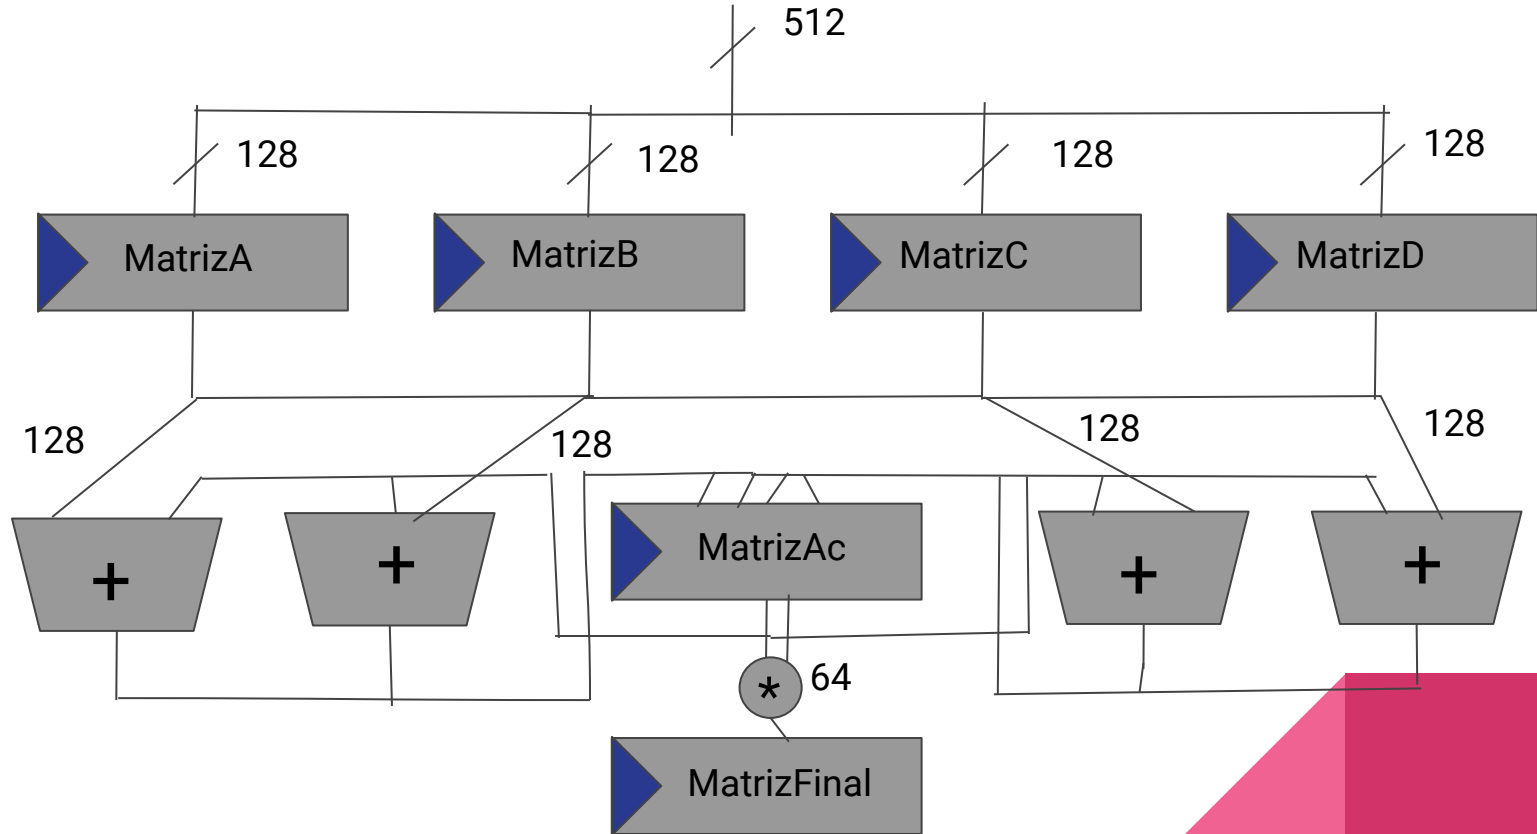 512
128
128
128
128
MatrizA
MatrizB
MatrizC
MatrizD
128
128
128
128
MatrizAc
+
+
+
+
*
64
MatrizFinal